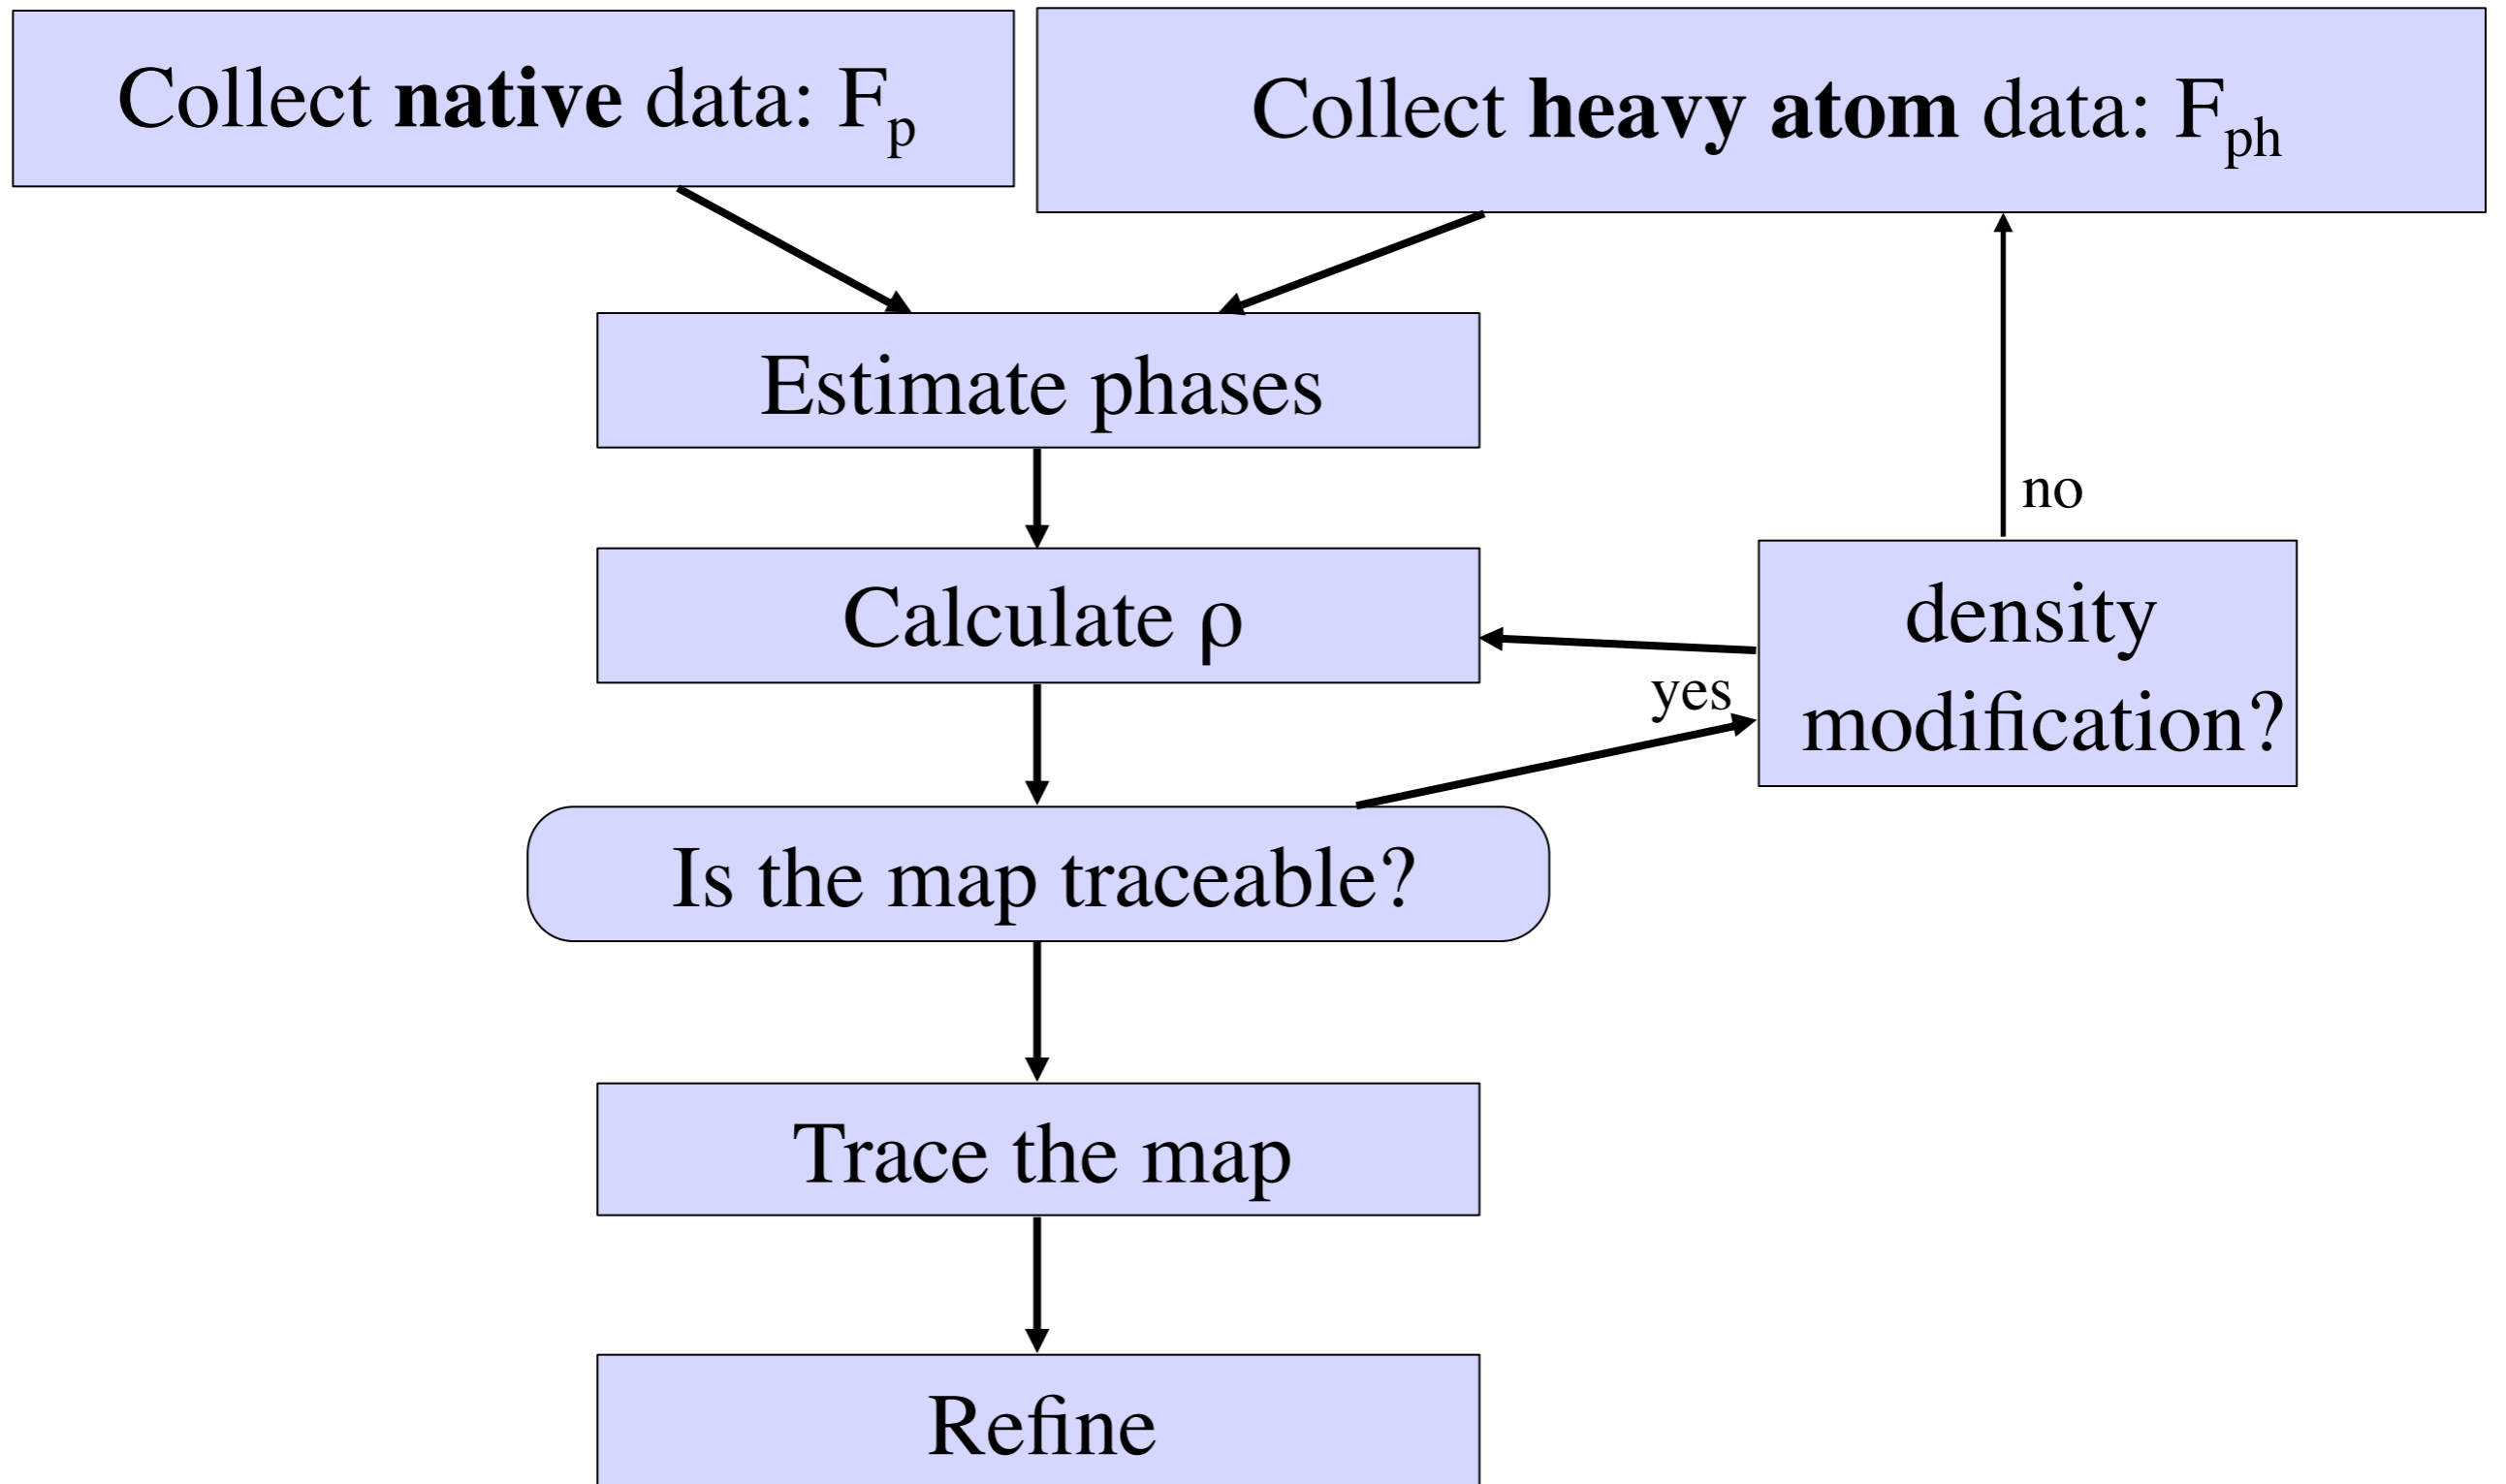 Collect native data: Fp
Collect heavy atom data: Fph
Estimate phases
no
Calculate ρ
density
modification?
yes
Is the map traceable?
Trace the map
Refine